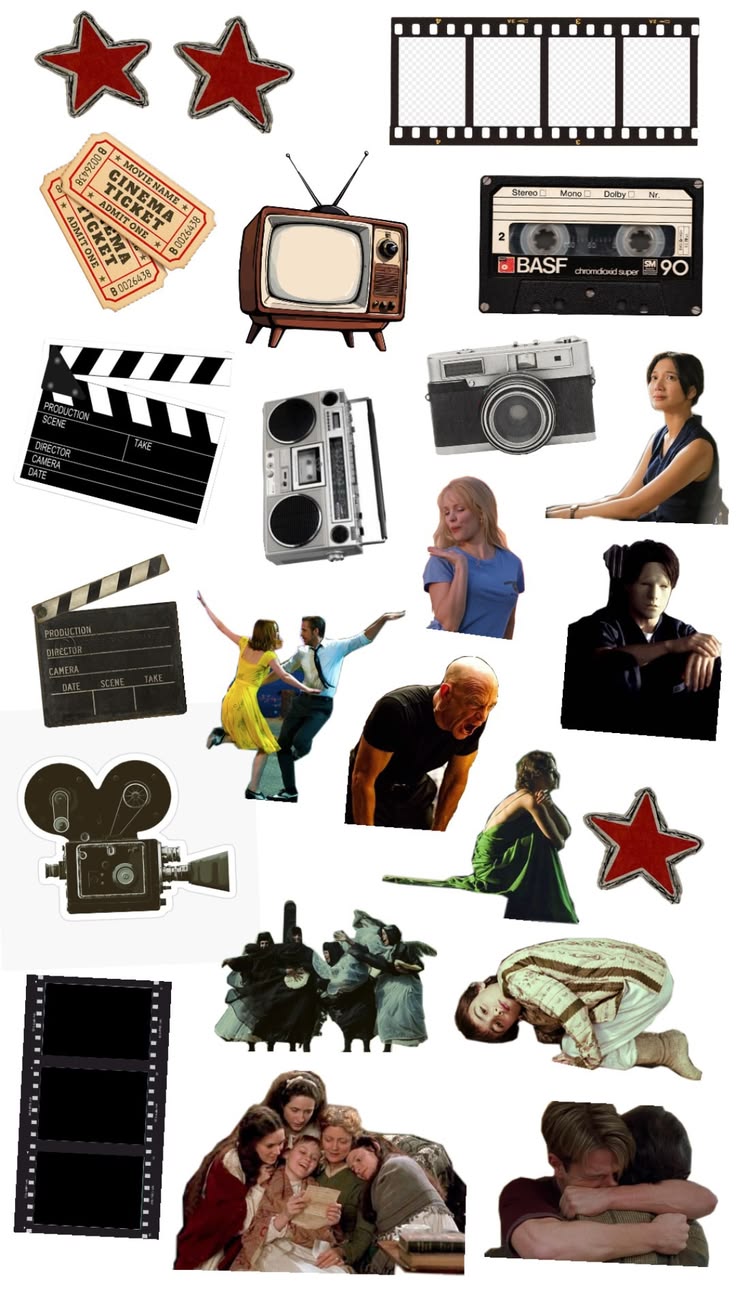 MOVIE NAME
CINEMA
TICKET
ADMIT ONE
B 0026438
B 0026438
TICKET
ADMIT ONE
B 0026438
Stereo Mono Dolby Nr.
2
BASF chromdioxid super SM 90
PRODUCTION
SCENE
TAKE
DIRECTOR
CAMERA
DATE
PRODUCTION
DIRECTOR
CAMERA
DATE SCENE TAKE